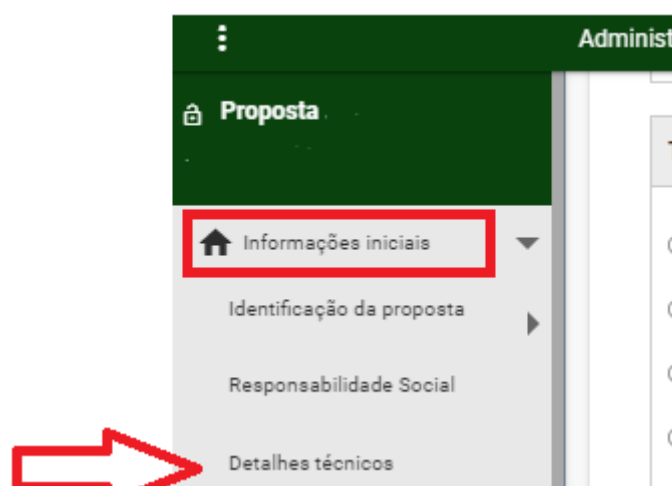 Administ
Proposta
Informações iniciais
Identificação da proposta
Responsabilidade Social
Detalhes técnicos